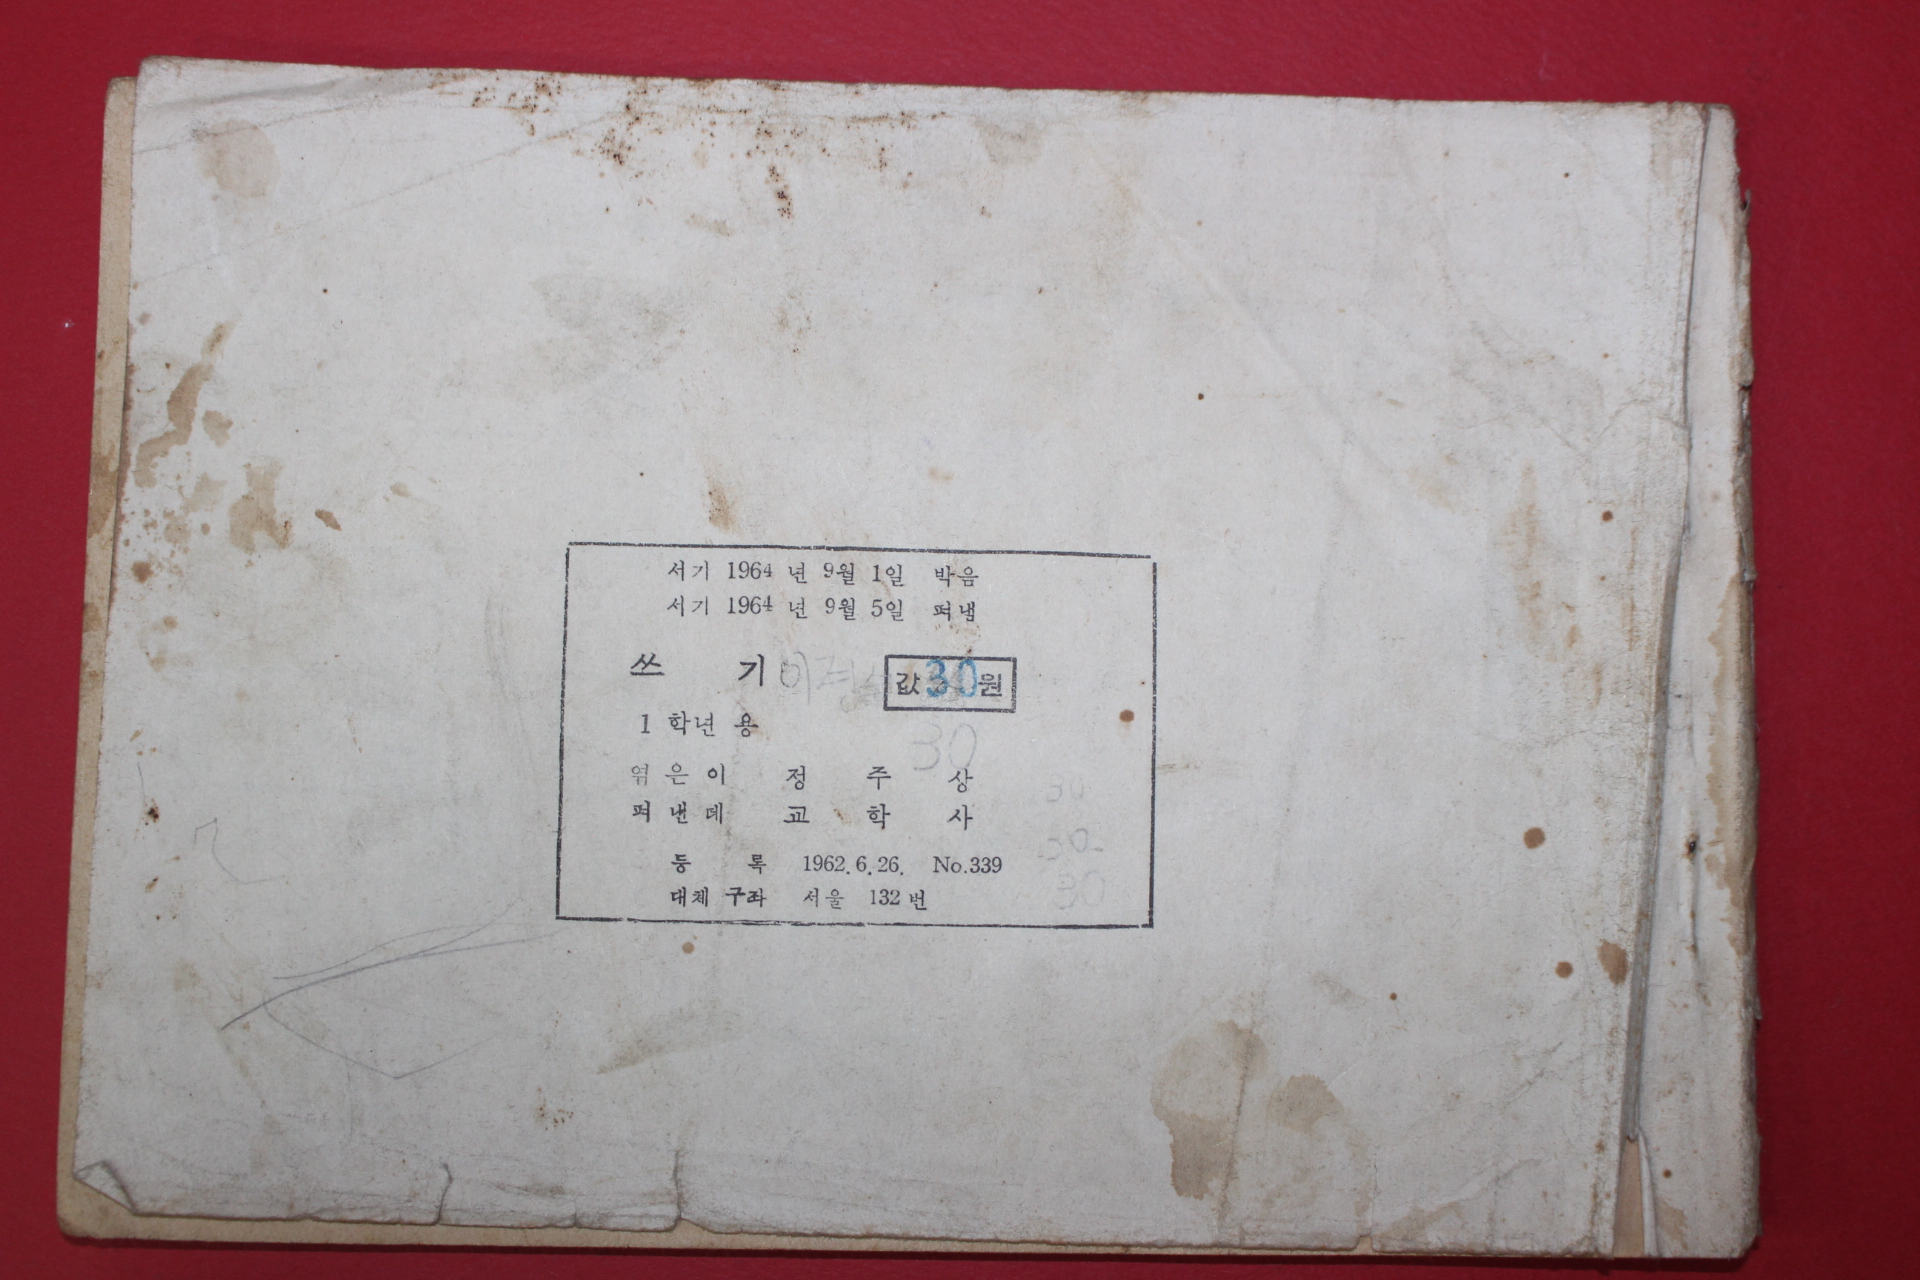 서기 1964 년 9월 1일 박음
서기 1964 년 9월 5일 펴냄
쓰 기
값 30 원
1 학년 용
30
엮은이 정 주 상
펴낸데 교 학 사
30
30
등 록 1962. 6. 26. No.339
30
대체 구좌 서울 132 번